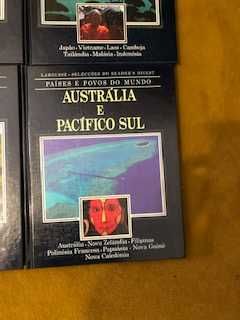 Japão - Vietname - Laos - Camboja
Tailândia - Malásia - Indonésia
LAROUSSE - SELECÇÕES DO READER'S DIGEST
PAÍSES E POVOS DO MUNDO
AUSTRÁLIA
E
PACÍFICO SUL
Austrália - Nova Zelândia - Filipinas
Polinésia Francesa - Papuásia - Nova Guiné
Nova Caledónia